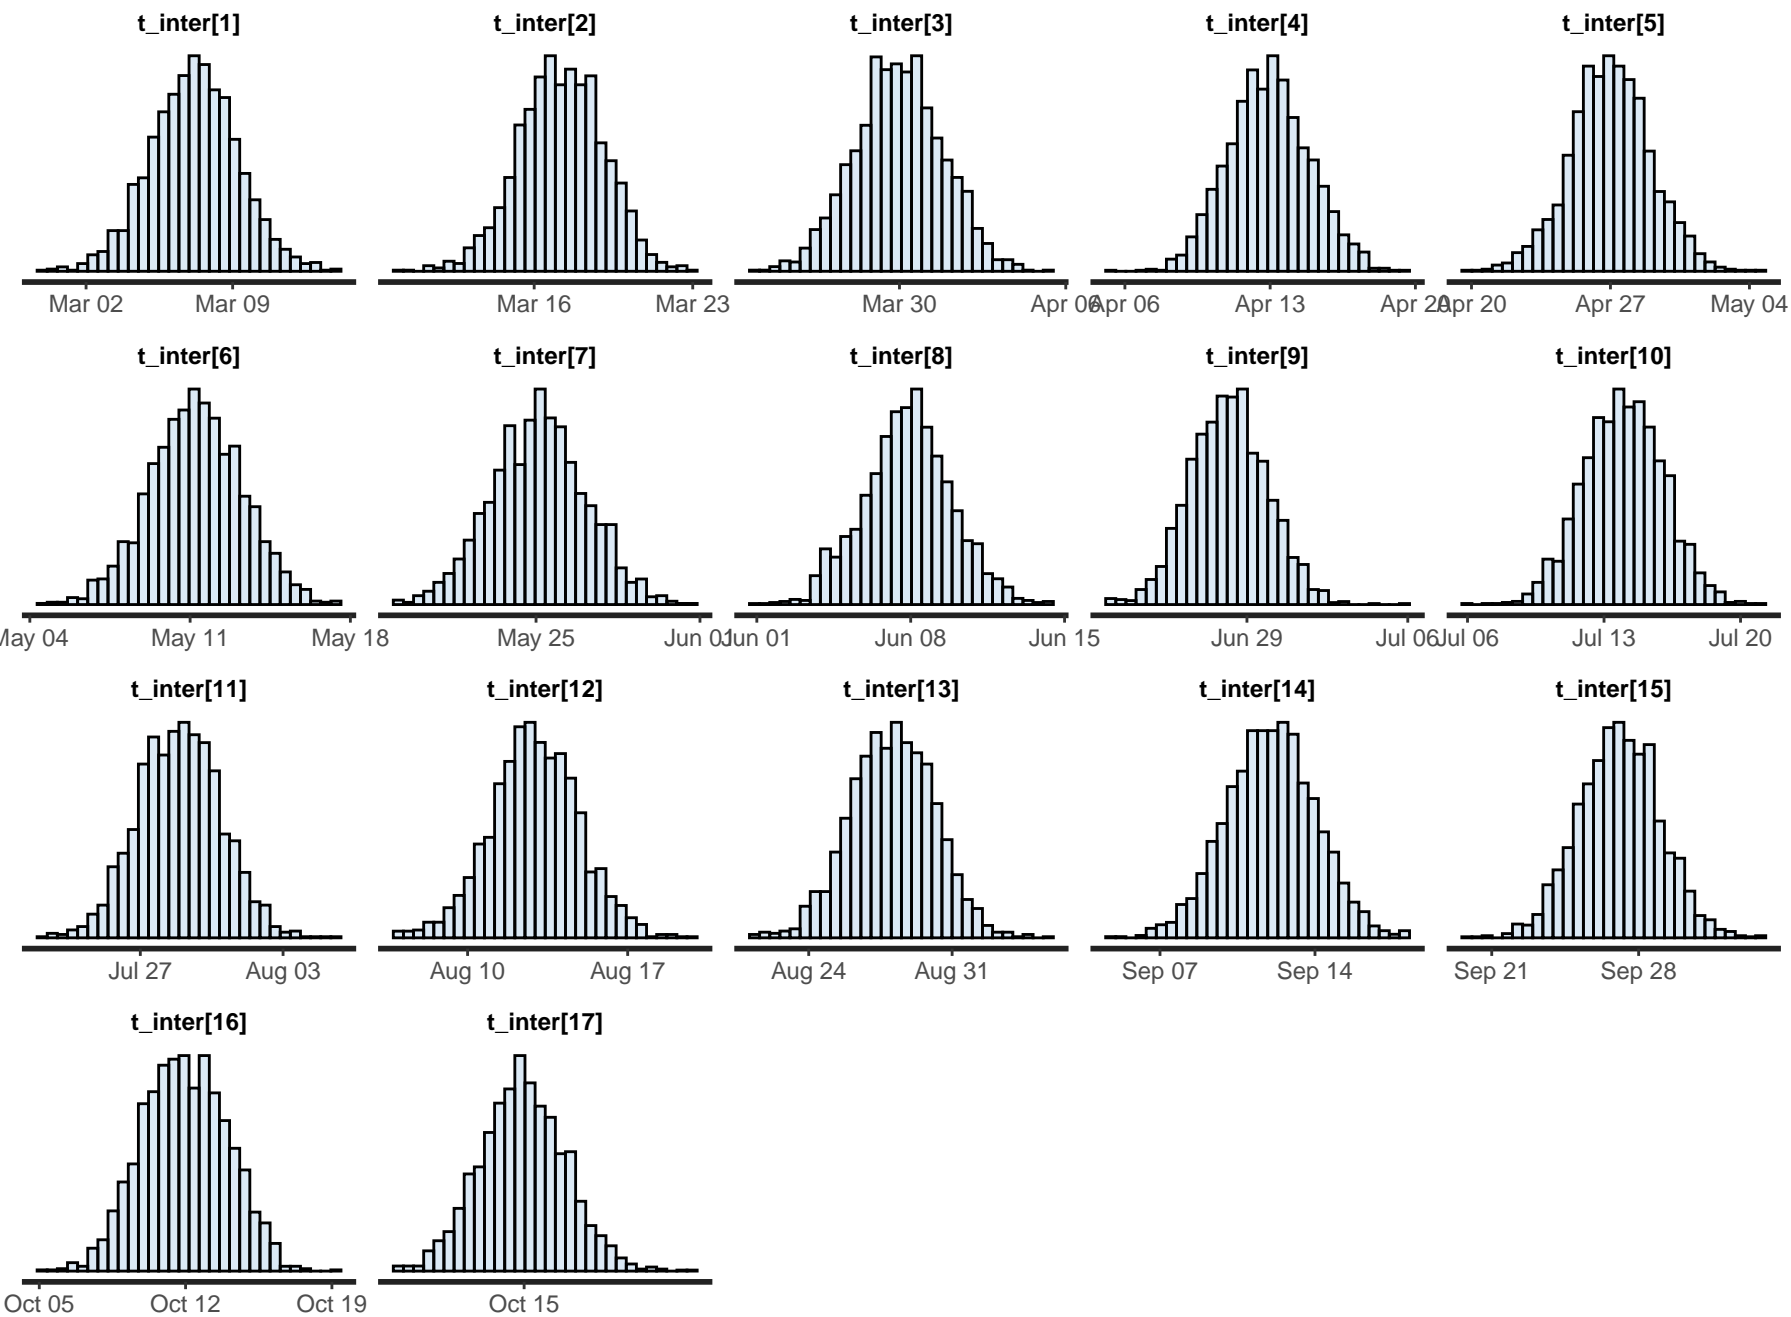 t_inter[1] t_inter[2] t_inter[3] t_inter[4] t_inter[5]
Mar 02 Mar 09 Mar 16 Mar 23 Mar 30 Apr 06 Apr 06 Apr 13 Apr 20 Apr 20 Apr 27 May 04
t_inter[6] t_inter[7] t_inter[8] t_inter[9] t_inter[10]
May 04 May 11 May 18 May 25 Jun 01 Jun 01 Jun 08 Jun 15 Jun 29 Jul 06 Jul 06 Jul 13 Jul 20
t_inter[11] t_inter[12] t_inter[13] t_inter[14] t_inter[15]
Jul 27 Aug 03 Aug 10 Aug 17 Aug 24 Aug 31 Sep 07 Sep 14 Sep 21 Sep 28
t_inter[16] t_inter[17]
Oct 05 Oct 12 Oct 19 Oct 15